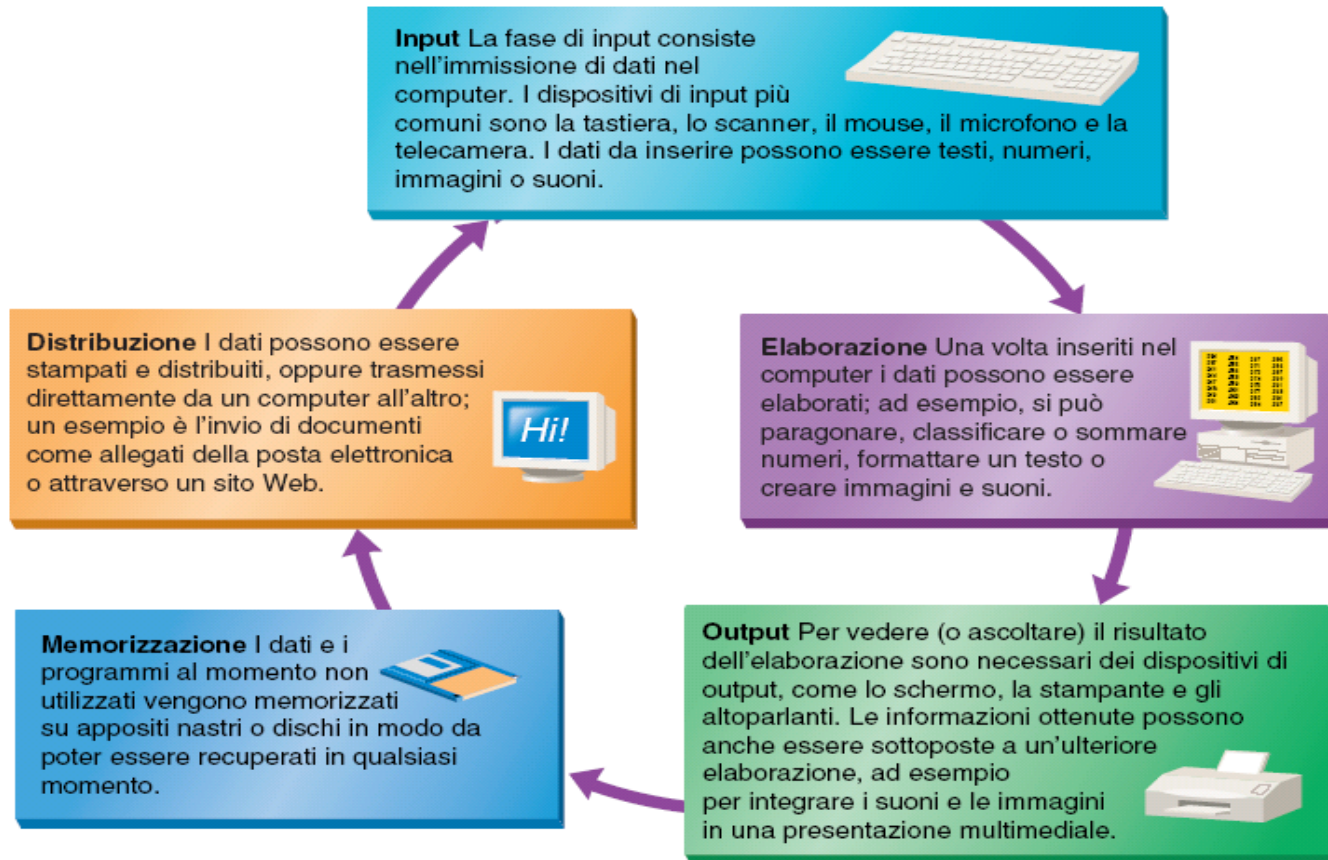 Input La fase di input consiste
nell'immissione di dati nel
computer. I dispositivi di input più
comuni sono la tastiera, lo scanner, il mouse, il microfono e la
telecamera. I dati da inserire possono essere testi, numeri,
immagini o suoni.
Elaborazione Una volta inseriti nel
computer i dati possono essere
elaborati; ad esempio, si può
paragonare, classificare o sommare
numeri, formattare un testo o
creare immagini e suoni.
Output Per vedere (o ascoltare) il risultato
dell'elaborazione sono necessari dei dispositivi di
output, come lo schermo, la stampante e gli
altoparlanti. Le informazioni ottenute possono
anche essere sottoposte a un'ulteriore
elaborazione, ad esempio
per integrare i suoni e le immagini
in una presentazione multimediale.
Memorizzazione I dati e i
programmi al momento non
utilizzati vengono memorizzati
su appositi nastri o dischi in modo da
poter essere recuperati in qualsiasi
momento.
Distribuzione I dati possono essere
stampati e distribuiti, oppure trasmessi
direttamente da un computer all'altro;
un esempio è l'invio di documenti
come allegati della posta elettronica
o attraverso un sito Web.
Hi!